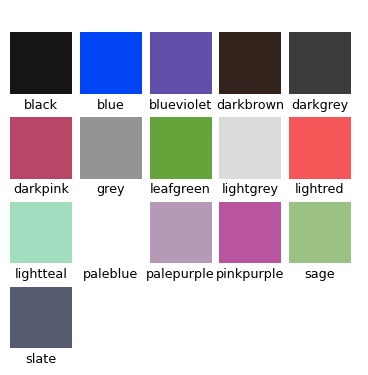 black blue blueviolet darkbrown darkgrey
darkpink grey leafgreen lightgrey lightred
lightteal paleblue palepurple pinkpurple sage
slate